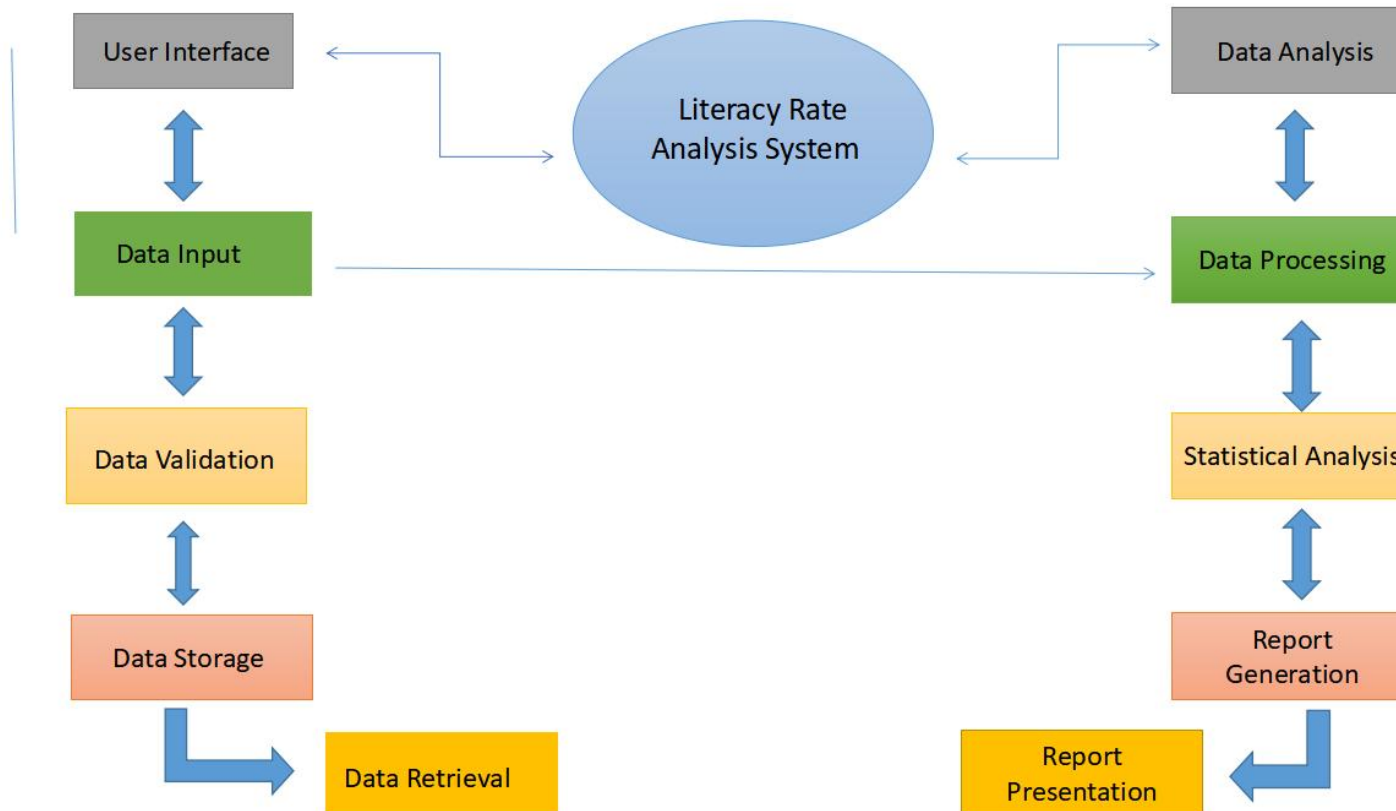 User Interface
Literacy Rate
Analysis System
Data Analysis
Data Input
Data Processing
Data Validation
Statistical Analysis
Data Storage
Report
Generation
Data Retrieval
Report
Presentation